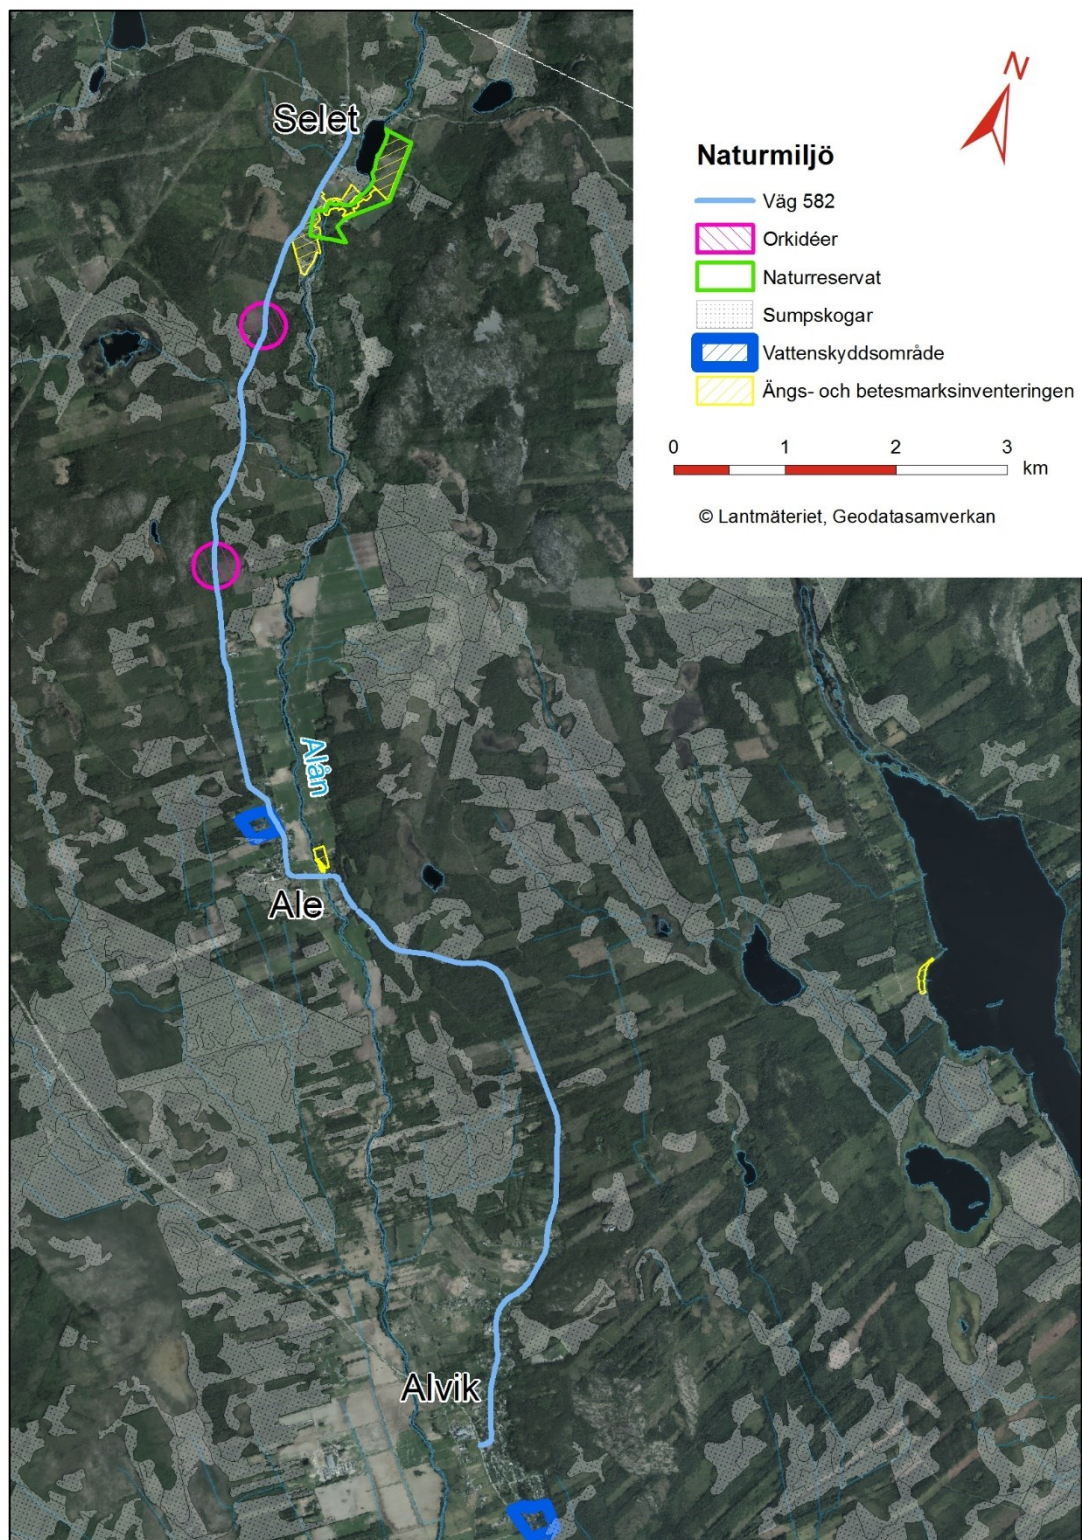 Selet
N
Naturmiljö
Väg 582
Orkidéer
Naturreservat
Sumpskogar
Vattenskyddsområde
Ängs- och betesmarksinventeringen
0 1 2 3
km
© Lantmäteriet, Geodatasamverkan
Alån
Ale
Alvik